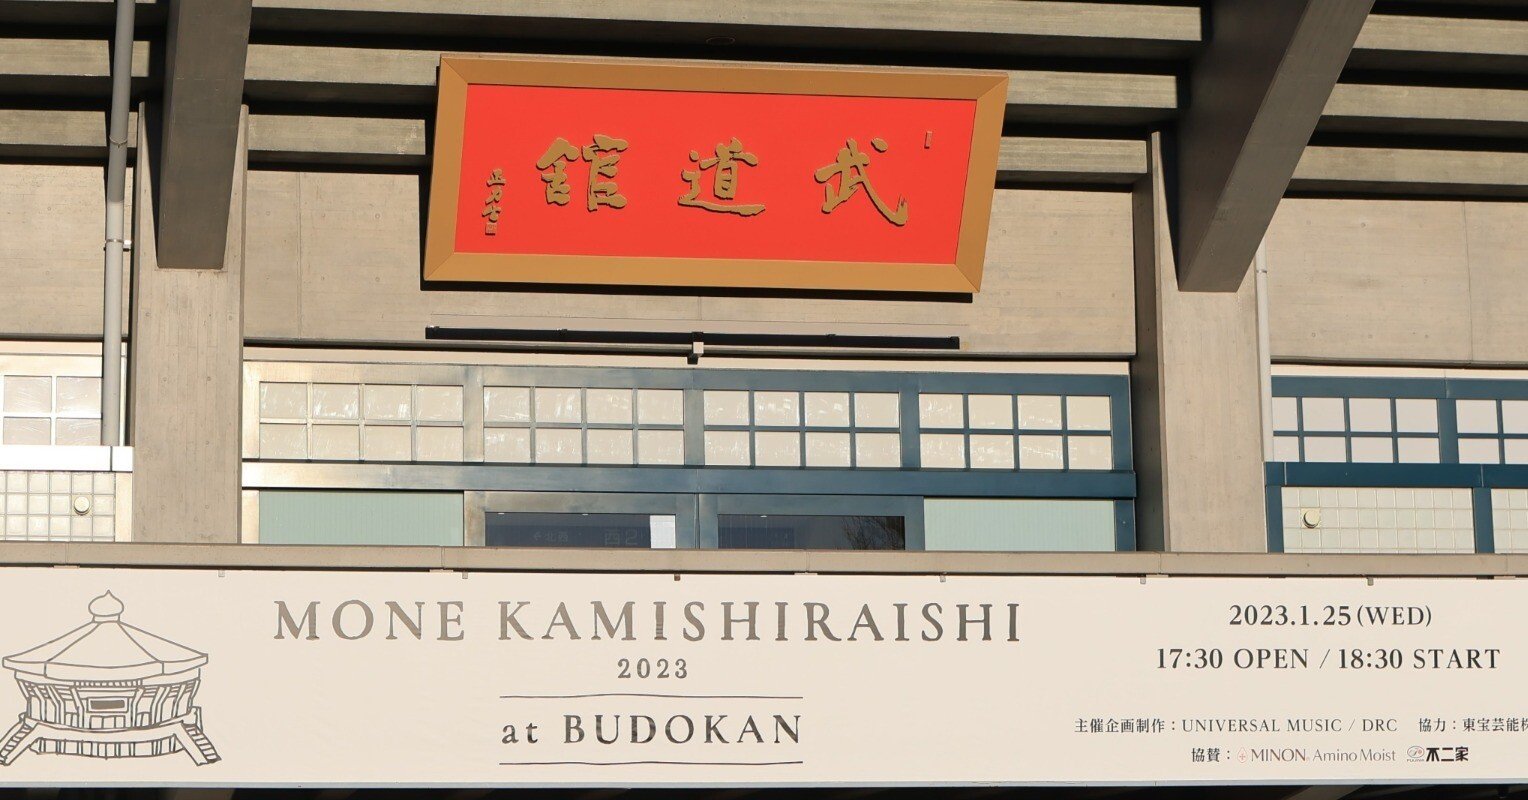 武道館
MONE KAMISHIRAISHI
2023
at BUDOKAN
2023.1.25(WED)
17:30 OPEN / 18:30 START
主催企画制作：UNIVERSAL MUSIC / DRC 協力：東宝芸能株
協賛：MINON Amino Moist 不二家